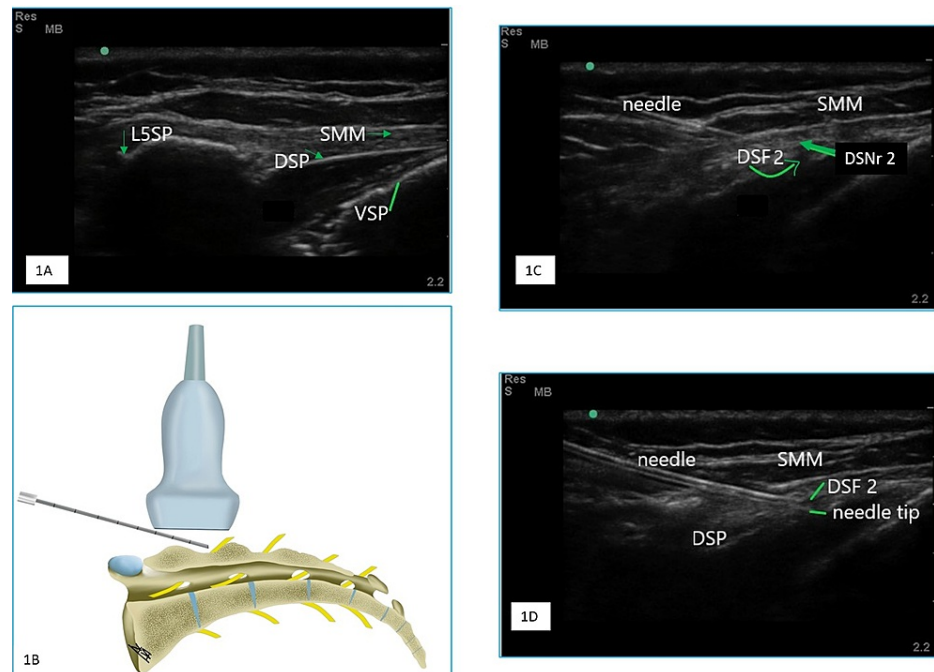 Res
S MB
L5SP
SMM
DSP
VSP
1A
2.2
1B
Res
S MB
needle
SMM
DSF 2
DSNr 2
1C
2.2
Res
S MB
needle
SMM
DSF 2
needle tip
DSP
1D
2.2